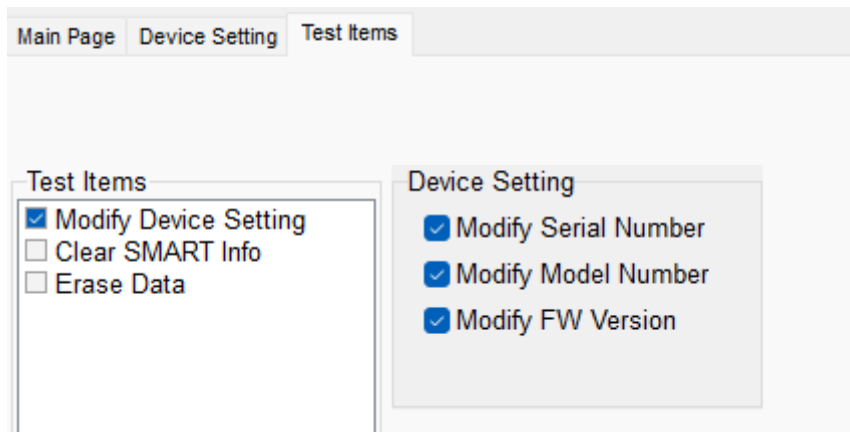 Main Page Device Setting Test Items
Test Items
Modify Device Setting
Clear SMART Info
Erase Data
Device Setting
Modify Serial Number
Modify Model Number
Modify FW Version